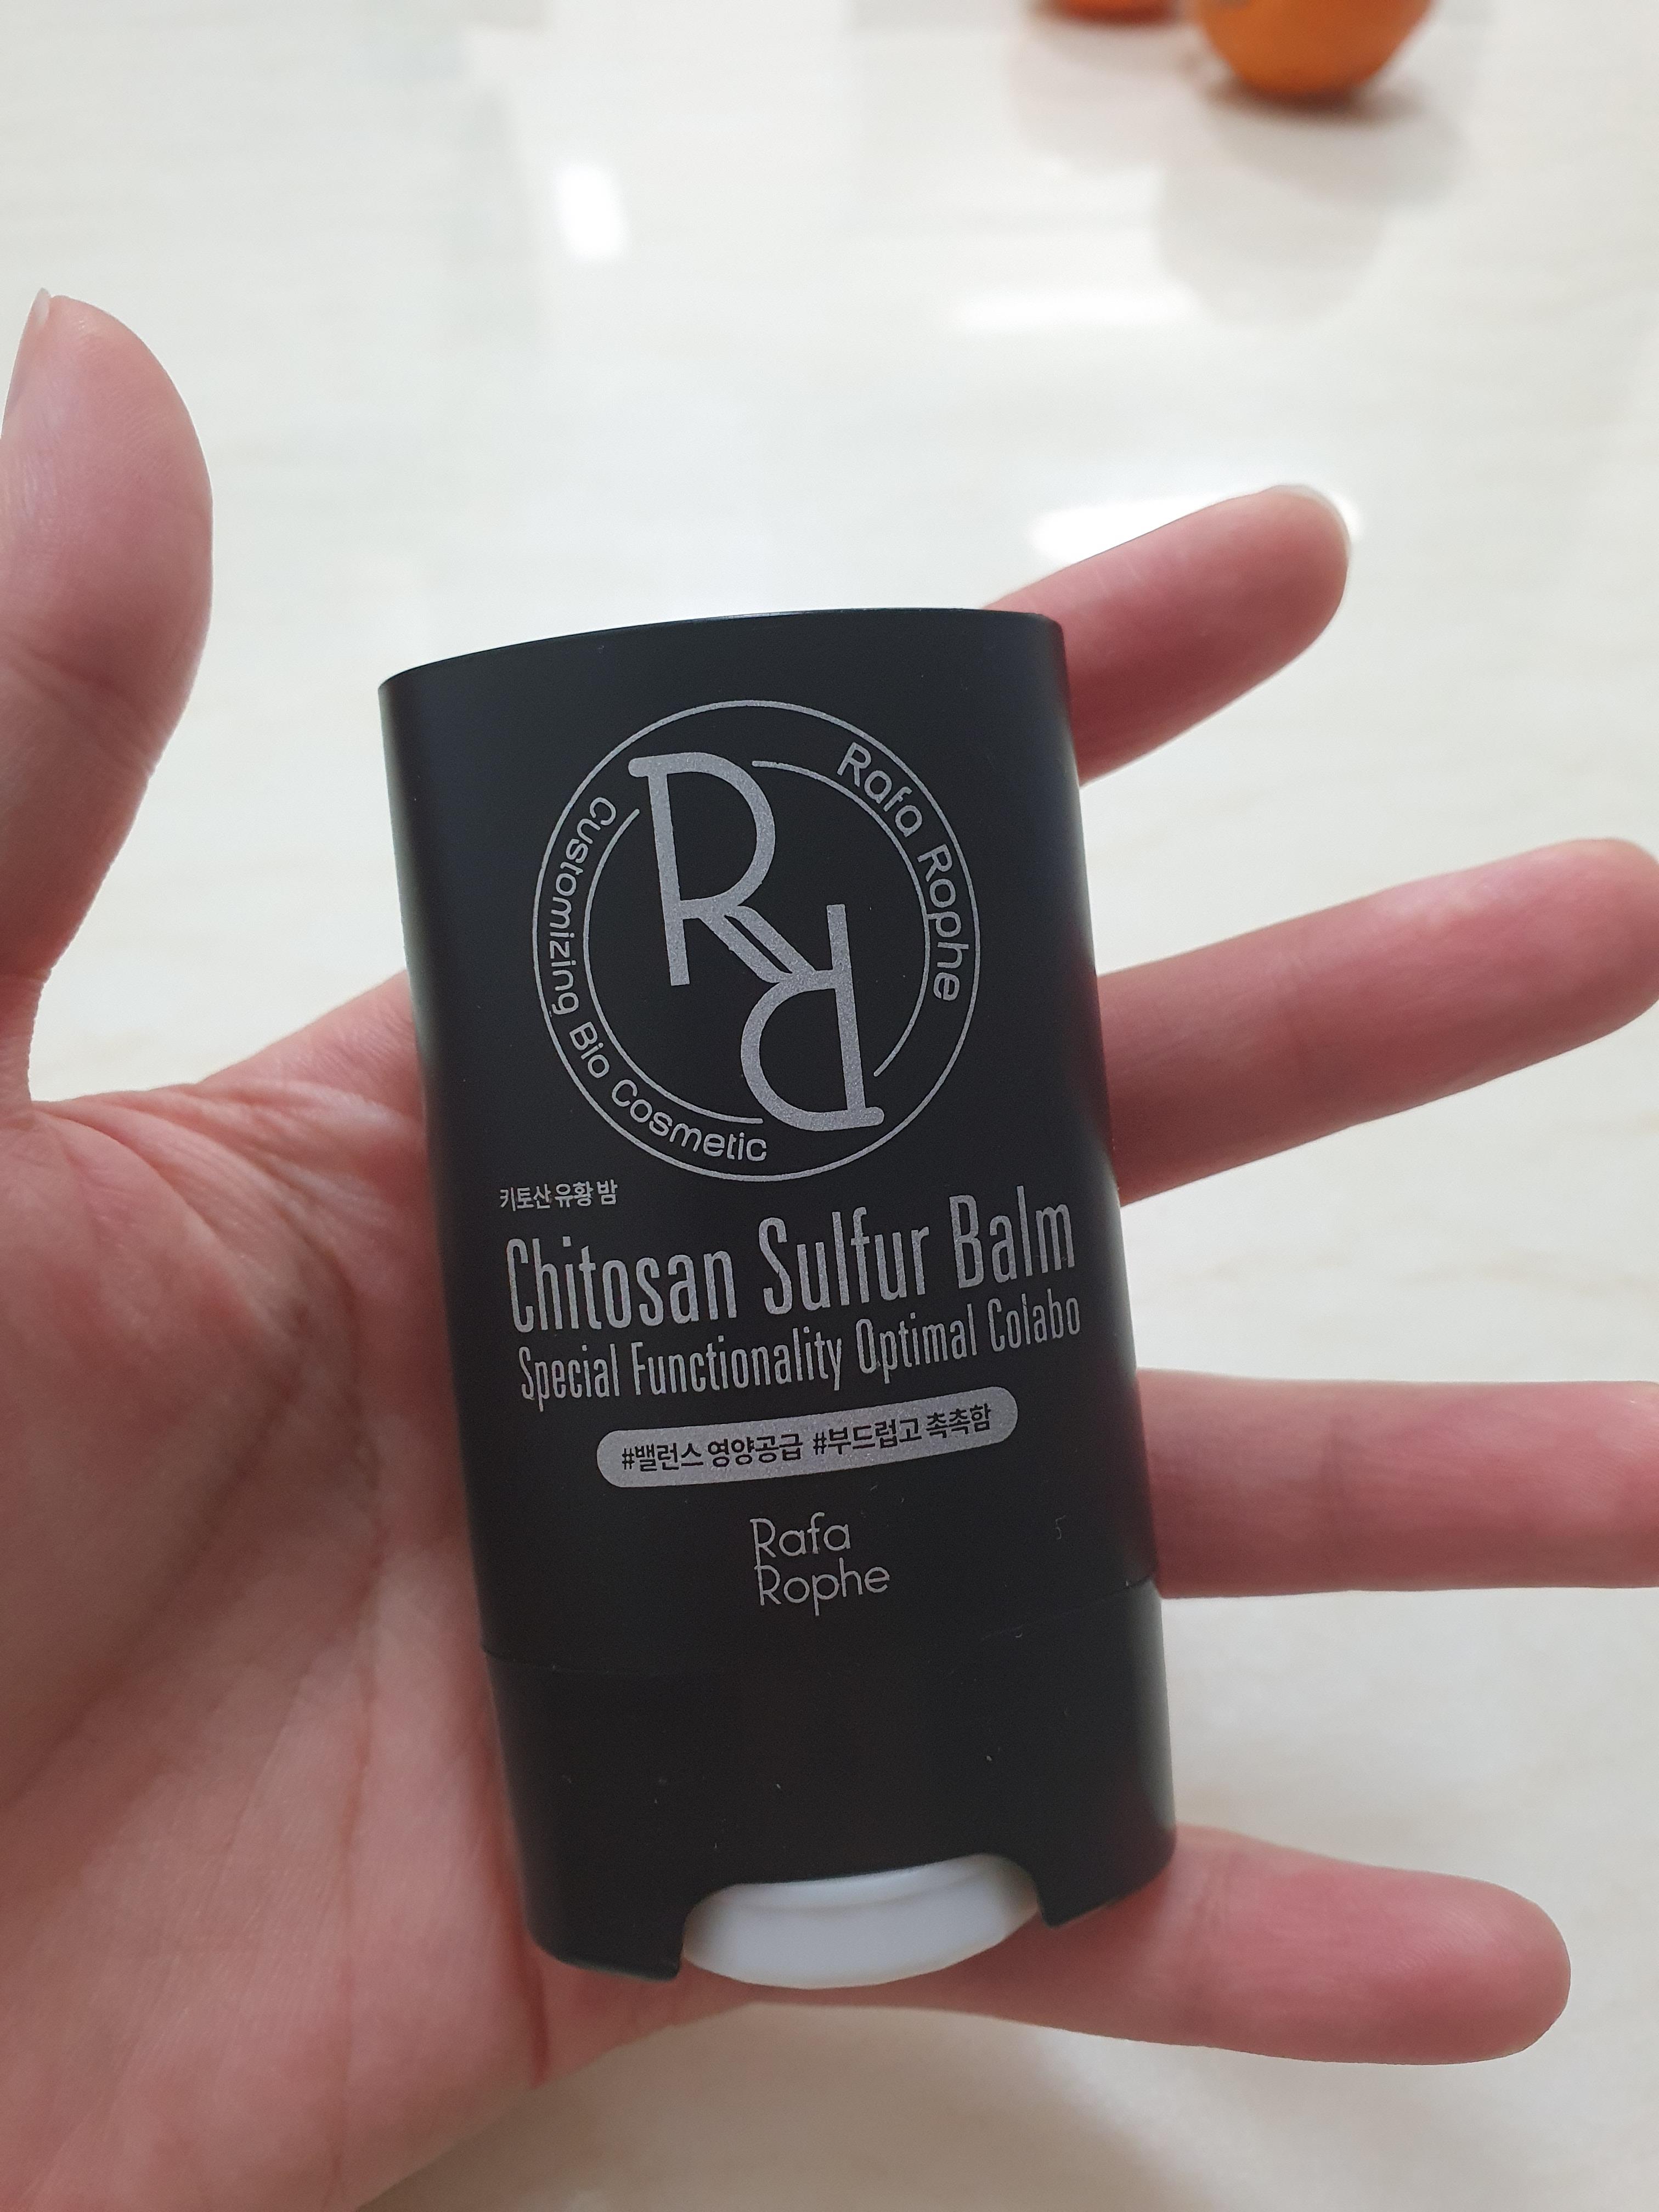 Rafa Rophe
Customizing Bio Cosmetic
RR
키토산 유황 밤
Chitosan Sulfur Balm
Special Functionality Optimal Colabo
#밸런스 영양공급 #부드럽고 촉촉함
Rafa
Rophe